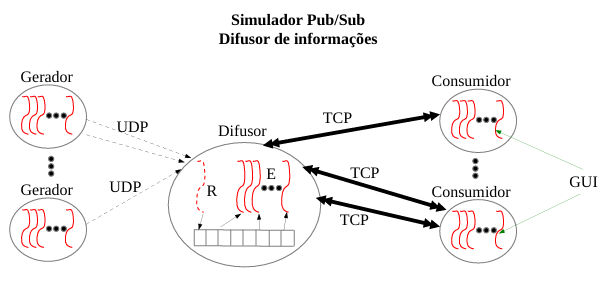 Simulador Pub/Sub
Difusor de informações
Gerador
Consumidor
UDP
Difusor
TCP
R
E
TCP
GUI
Gerador
UDP
Consumidor
TCP